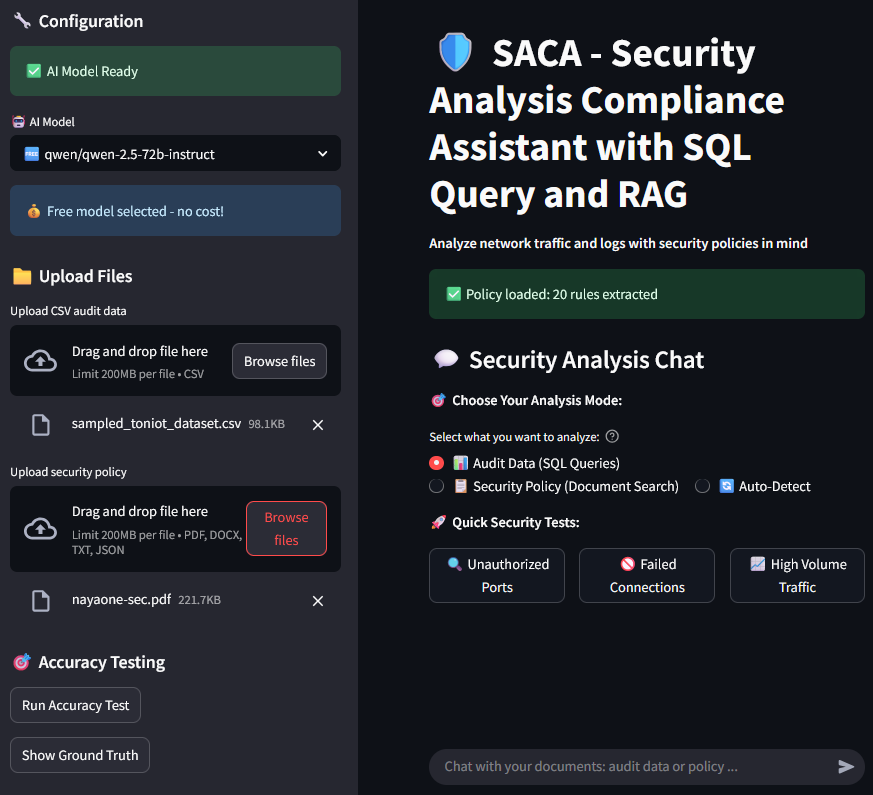 Configuration
AI Model Ready
AI Model
FREE qwen/qwen-2.5-72b-instruct
Free model selected - no cost!
Upload Files
Upload CSV audit data
Drag and drop file here
Limit 200MB per file • CSV
Browse files
sampled_toniot_dataset.csv 98.1KB
Upload security policy
Drag and drop file here
Limit 200MB per file • PDF, DOCX,
TXT, JSON
Browse
files
nayaone-sec.pdf 221.7KB
Accuracy Testing
Run Accuracy Test
Show Ground Truth
SACA - Security
Analysis Compliance
Assistant with SQL
Query and RAG
Analyze network traffic and logs with security policies in mind
Policy loaded: 20 rules extracted
Security Analysis Chat
Choose Your Analysis Mode:
Select what you want to analyze:
Audit Data (SQL Queries)
Security Policy (Document Search)
Auto-Detect
Quick Security Tests:
Unauthorized
Ports
Failed
Connections
High Volume
Traffic
Chat with your documents: audit data or policy ...